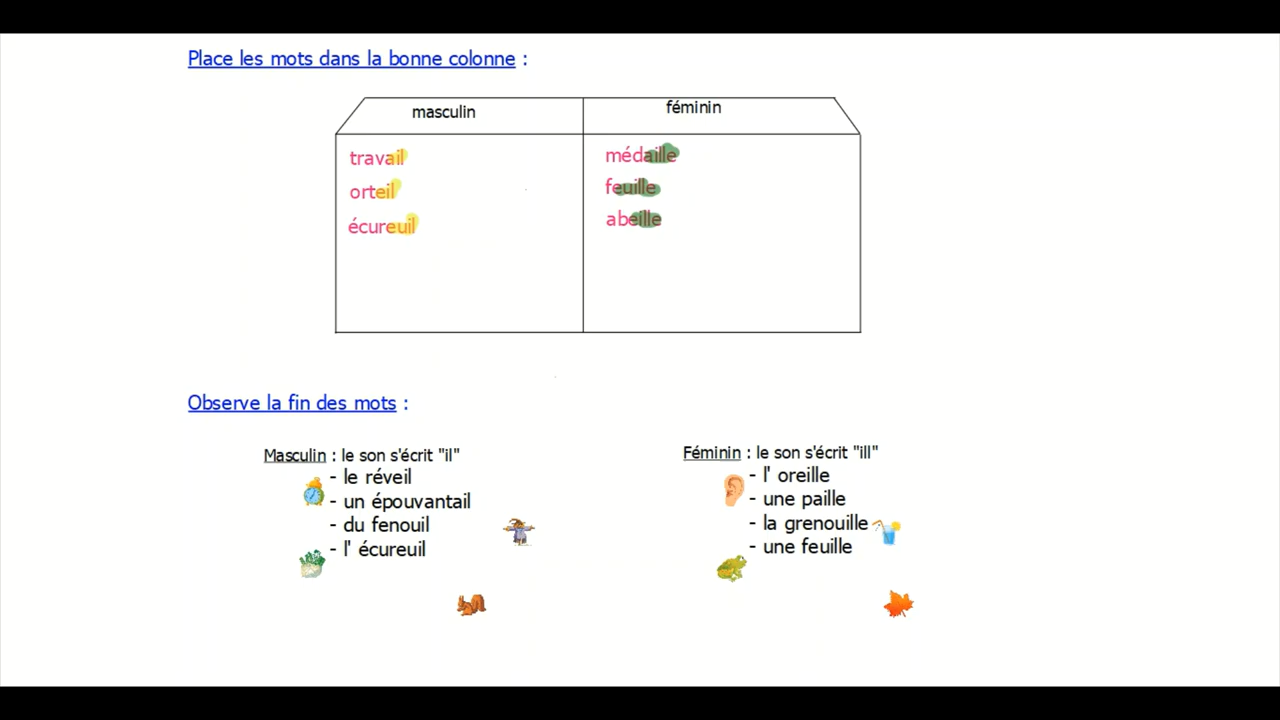 Place les mots dans la bonne colonne :
masculin
féminin
travail
médaille
orteil
feuille
écureuil
abeille
Observe la fin des mots :
Masculin : le son s'écrit "il"
- le réveil
- un épouvantail
- du fenouil
- l' écureuil
Féminin : le son s'écrit "ill"
- l' oreille
- une paille
- la grenouille
- une feuille